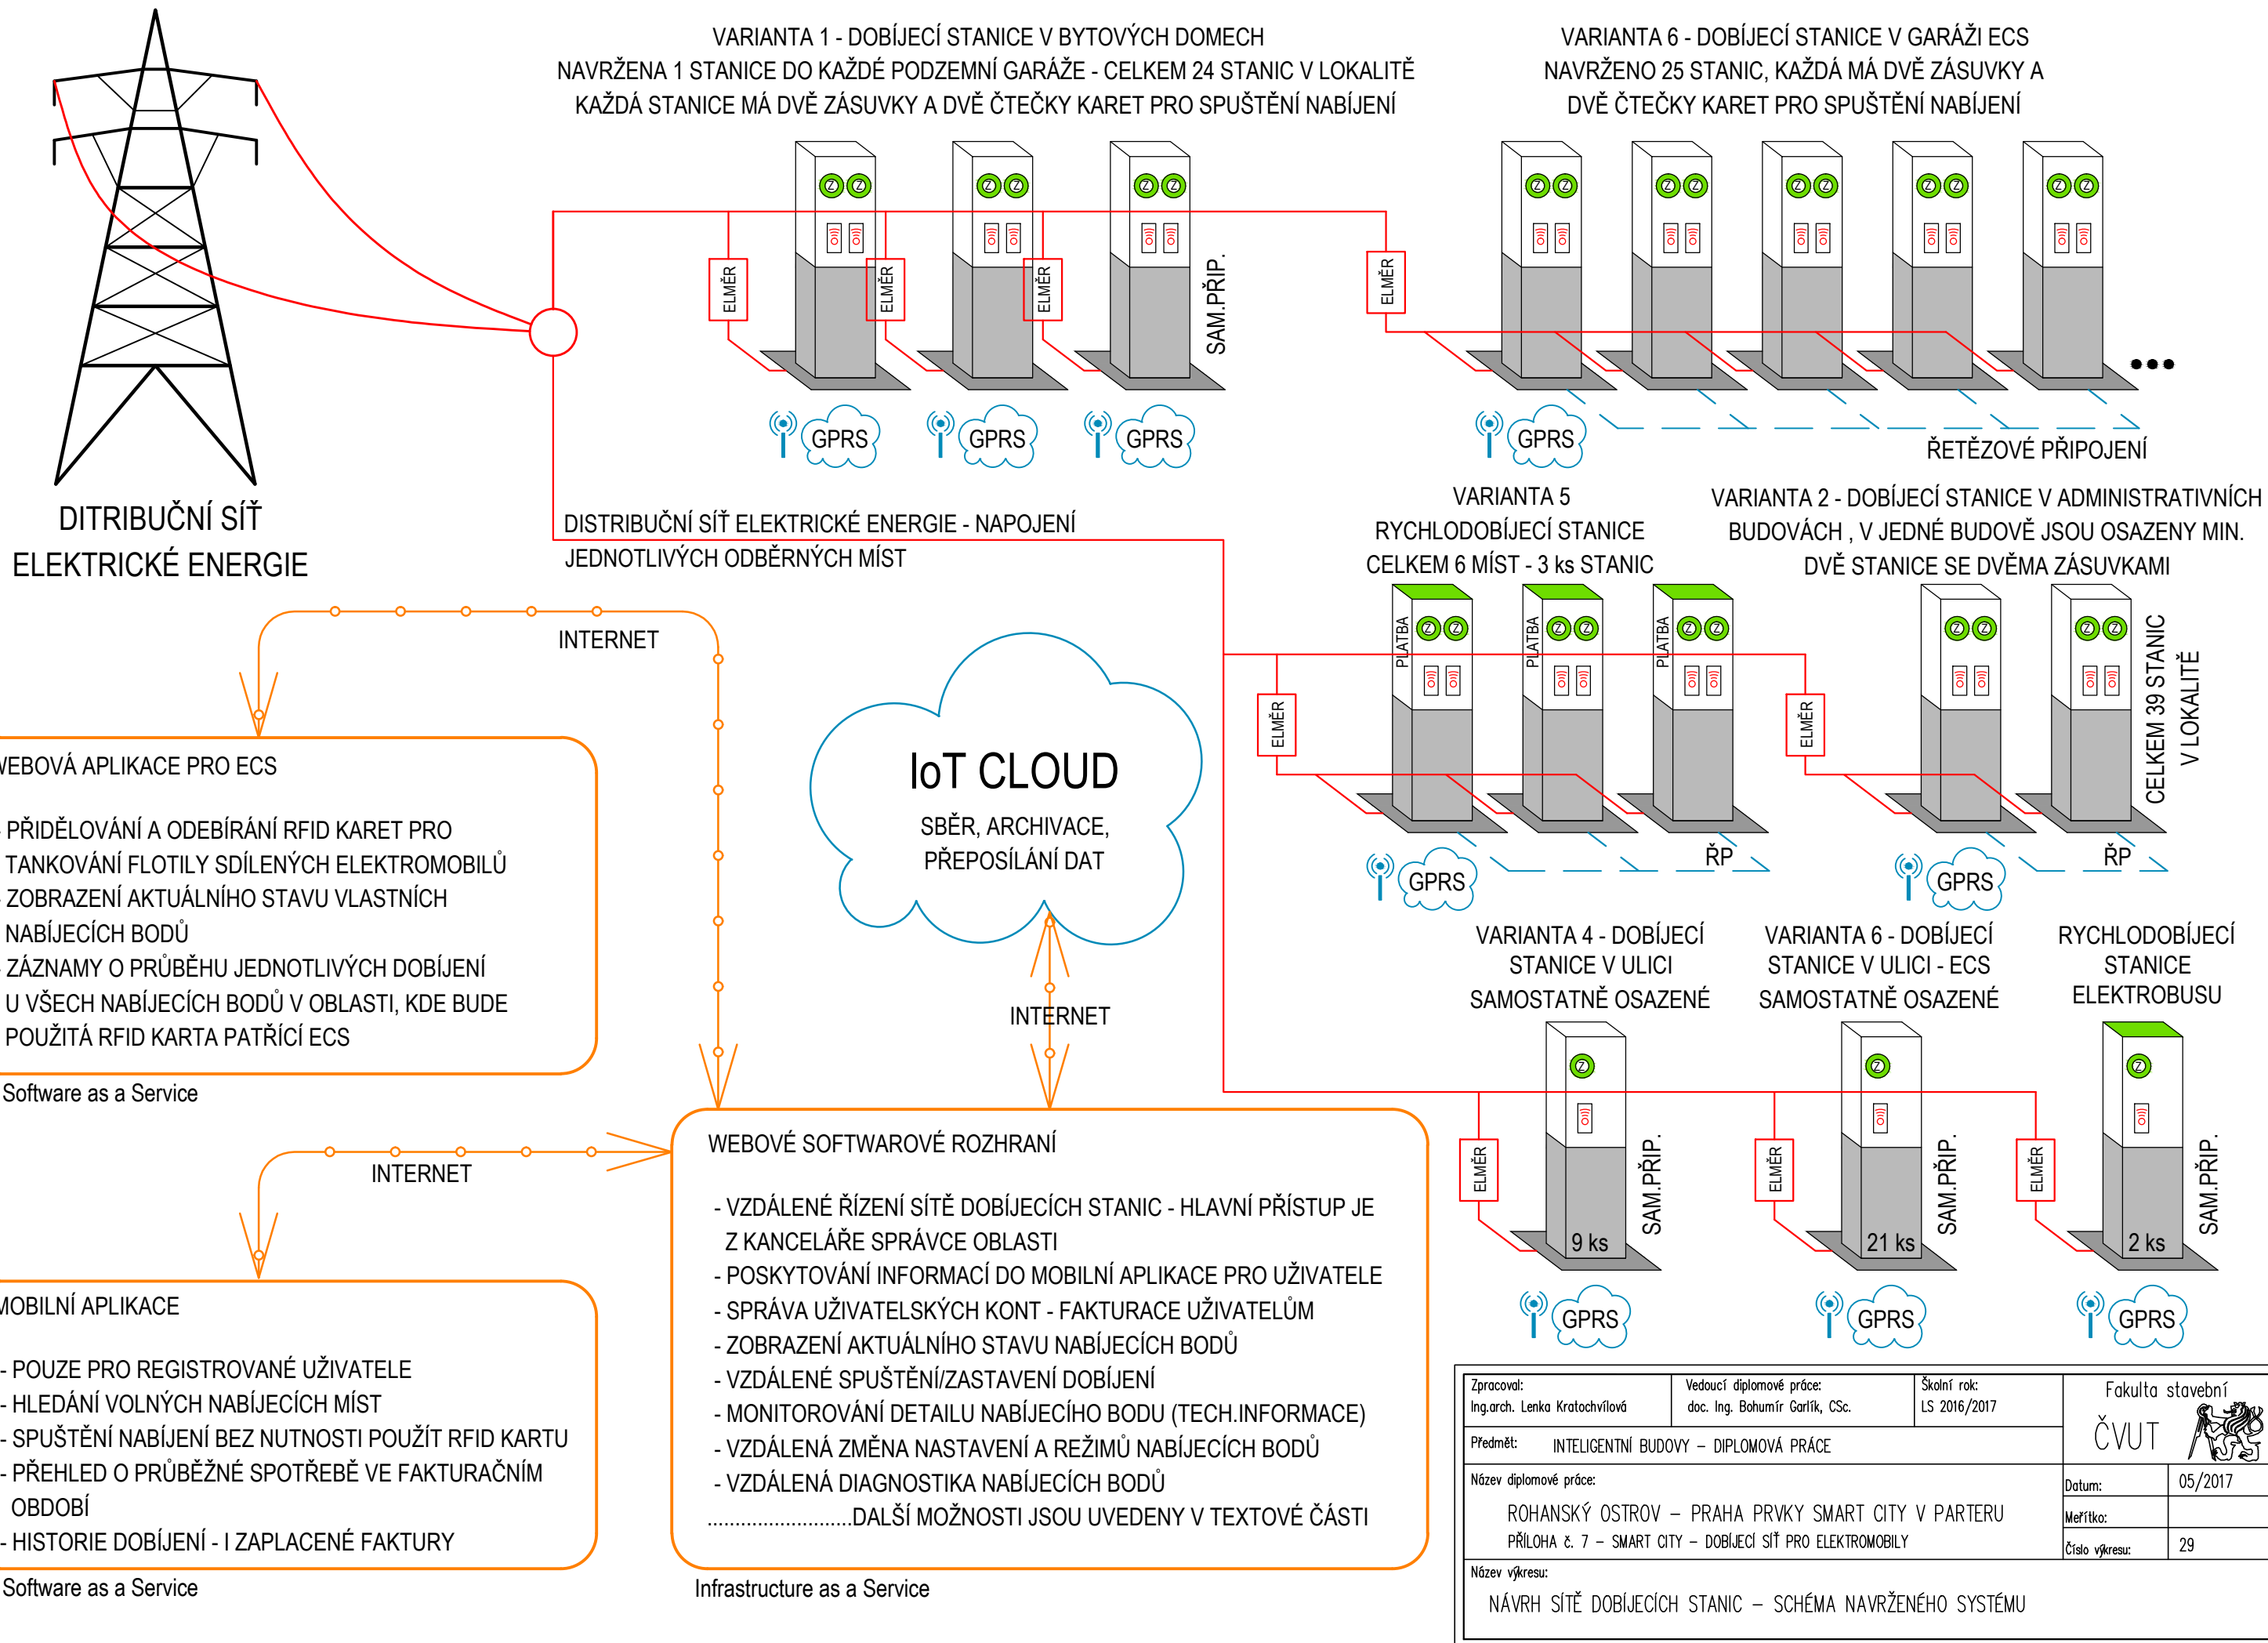 VARIANTA 1 - DOBÍJECÍ STANICE V BYTOVÝCH DOMECH
NAVRŽENA 1 STANICE DO KAŽDÉ PODZEMNÍ GARÁŽE - CELKEM 24 STANIC V LOKALITĚ
KAŽDÁ STANICE MÁ DVĚ ZÁSUVKY A DVĚ ČTEČKY KARET PRO SPUŠTĚNÍ NABÍJENÍ
VARIANTA 6 - DOBÍJECÍ STANICE V GARÁŽI ECS
NAVRŽENO 25 STANIC, KAŽDÁ MÁ DVĚ ZÁSUVKY A
DVĚ ČTEČKY KARET PRO SPUŠTĚNÍ NABÍJENÍ
Z Z
Z Z
Z Z
Z Z
Z Z
Z Z
Z Z
Z Z
ELMĚR
ELMĚR
ELMĚR
SAM.PŘIP.
ELMĚR
GPRS
GPRS
GPRS
GPRS
ŘETĚZOVÉ PŘIPOJENÍ
DITRIBUČNÍ SÍŤ
ELEKTRICKÉ ENERGIE
DISTRIBUČNÍ SÍŤ ELEKTRICKÉ ENERGIE - NAPOJENÍ
JEDNOTLIVÝCH ODBĚRNÝCH MÍST
VARIANTA 5
RYCHLODOBÍJECÍ STANICE
CELKEM 6 MÍST - 3 ks STANIC
VARIANTA 2 - DOBÍJECÍ STANICE V ADMINISTRATIVNÍCH
BUDOVÁCH , V JEDNÉ BUDOVĚ JSOU OSAZENY MIN.
DVĚ STANICE SE DVĚMA ZÁSUVKAMI
PLATBA
Z Z
PLATBA
Z Z
PLATBA
Z Z
Z Z
Z Z
CELKEM 39 STANIC
V LOKALITĚ
ELMĚR
ELMĚR
GPRS
ŘP
GPRS
ŘP
INTERNET
IoT CLOUD
SBĚR, ARCHIVACE,
PŘEPOSÍLÁNÍ DAT
INTERNET
WEBOVÁ APLIKACE PRO ECS
- PŘIDĚLOVÁNÍ A ODEBÍRÁNÍ RFID KARET PRO
TANKOVÁNÍ FLOTILY SDÍLENÝCH ELEKTROMOBILŮ
- ZOBRAZENÍ AKTUÁLNÍHO STAVU VLASTNÍCH
NABÍJECÍCH BODŮ
- ZÁZNAMY O PRŮBĚHU JEDNOTLIVÝCH DOBÍJENÍ
U VŠECH NABÍJECÍCH BODŮ V OBLASTI, KDE BUDE
POUŽITÁ RFID KARTA PATŘÍCÍ ECS
Software as a Service
VARIANTA 4 - DOBÍJECÍ
STANICE V ULICI
SAMOSTATNĚ OSAZENÉ
VARIANTA 6 - DOBÍJECÍ
STANICE V ULICI - ECS
SAMOSTATNĚ OSAZENÉ
RYCHLODOBÍJECÍ
STANICE
ELEKTROBUSU
Z
Z
Z
ELMĚR
SAM.PŘIP.
ELMĚR
SAM.PŘIP.
ELMĚR
SAM.PŘIP.
9 ks
21 ks
2 ks
GPRS
GPRS
GPRS
INTERNET
WEBOVÉ SOFTWAROVÉ ROZHRANÍ
- VZDÁLENÉ ŘÍZENÍ SÍTĚ DOBÍJECÍCH STANIC - HLAVNÍ PŘÍSTUP JE
Z KANCELÁŘE SPRÁVCE OBLASTI
- POSKYTOVÁNÍ INFORMACÍ DO MOBILNÍ APLIKACE PRO UŽIVATELE
- SPRÁVA UŽIVATELSKÝCH KONT - FAKTURACE UŽIVATELŮM
- ZOBRAZENÍ AKTUÁLNÍHO STAVU NABÍJECÍCH BODŮ
- VZDÁLENÉ SPUŠTĚNÍ/ZASTAVENÍ DOBÍJENÍ
- MONITOROVÁNÍ DETAILU NABÍJECÍHO BODU (TECH.INFORMACE)
- VZDÁLENÁ ZMĚNA NASTAVENÍ A REŽIMŮ NABÍJECÍCH BODŮ
- VZDÁLENÁ DIAGNOSTIKA NABÍJECÍCH BODŮ
...........................DALŠÍ MOŽNOSTI JSOU UVEDENY V TEXTOVÉ ČÁSTI
Infrastructure as a Service
MOBILNÍ APLIKACE
- POUZE PRO REGISTROVANÉ UŽIVATELE
- HLEDÁNÍ VOLNÝCH NABÍJECÍCH MÍST
- SPUŠTĚNÍ NABÍJENÍ BEZ NUTNOSTI POUŽÍT RFID KARTU
- PŘEHLED O PRŮBĚŽNÉ SPOTŘEBĚ VE FAKTURAČNÍM
OBDOBÍ
- HISTORIE DOBÍJENÍ - I ZAPLACENÉ FAKTURY
Software as a Service
Zpracoval:
Ing.arch. Lenka Kratochvílová
Vedoucí diplomové práce:
doc. Ing. Bohumír Garlík, CSc.
Školní rok:
LS 2016/2017
Fakulta stavební
ČVUT
Předmět: INTELIGENTNÍ BUDOVY – DIPLOMOVÁ PRÁCE
Název diplomové práce:
ROHANSKÝ OSTROV – PRAHA PRVKY SMART CITY V PARTERU
PŘÍLOHA č. 7 – SMART CITY – DOBÍJECÍ SÍŤ PRO ELEKTROMOBILY
Datum: 05/2017
Meřítko:
Číslo výkresu: 29
Název výkresu:
NÁVRH SÍTĚ DOBÍJECÍCH STANIC – SCHÉMA NAVRŽENÉHO SYSTÉMU